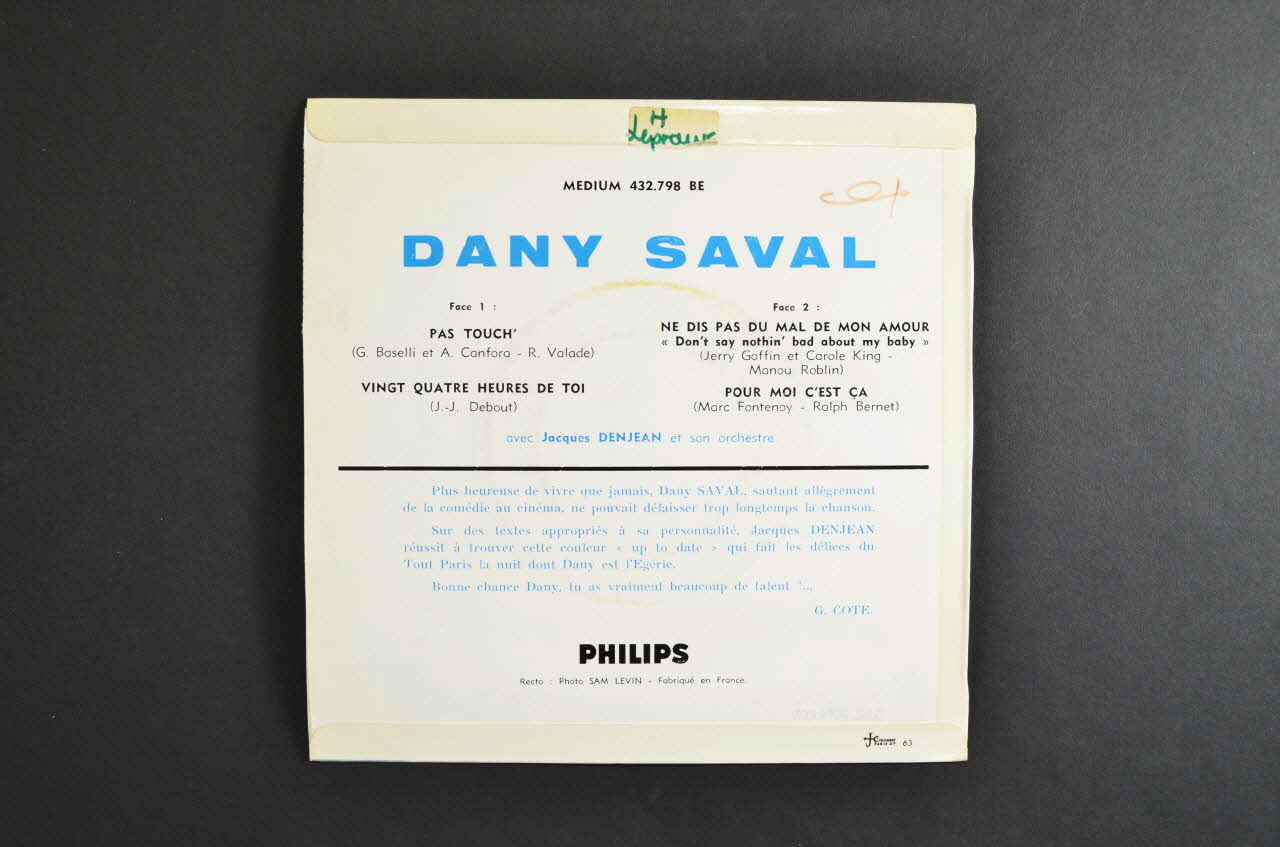 H
MEDIUM 432.798 BE
DANY SAVAL
Face 1 :
PAS TOUCH'
(G. Baselli et A. Canfora - R. Valade)
VINGT QUATRE HEURES DE TOI
(J.-J. Debout)
Face 2 :
NE DIS PAS DU MAL DE MON AMOUR
« Don't say nothin' bad about my baby »
(Jerry Goffin et Carole King -
Manou Roblin)
POUR MOI C'EST ÇA
(Marc Fontenoy - Ralph Bernet)
avec Jacques DENJEAN et son orchestre
Plus heureuse de vivre que jamais, Dany SAVAL, sautant allègrement
de la comédie au cinéma, ne pouvait délaisser trop longtemps la chanson.
Sur des textes appropriés à sa personnalité, Jacques DENJEAN
réussit à trouver cette couleur « up to date » qui fait les délices du
Tout Paris la nuit dont Dany est l'Egérie.
Bonne chance Dany, tu as vraiment beaucoup de talent !...
G. COTE.
PHILIPS
Recto : Photo SAM LEVIN - Fabriqué en France.
63